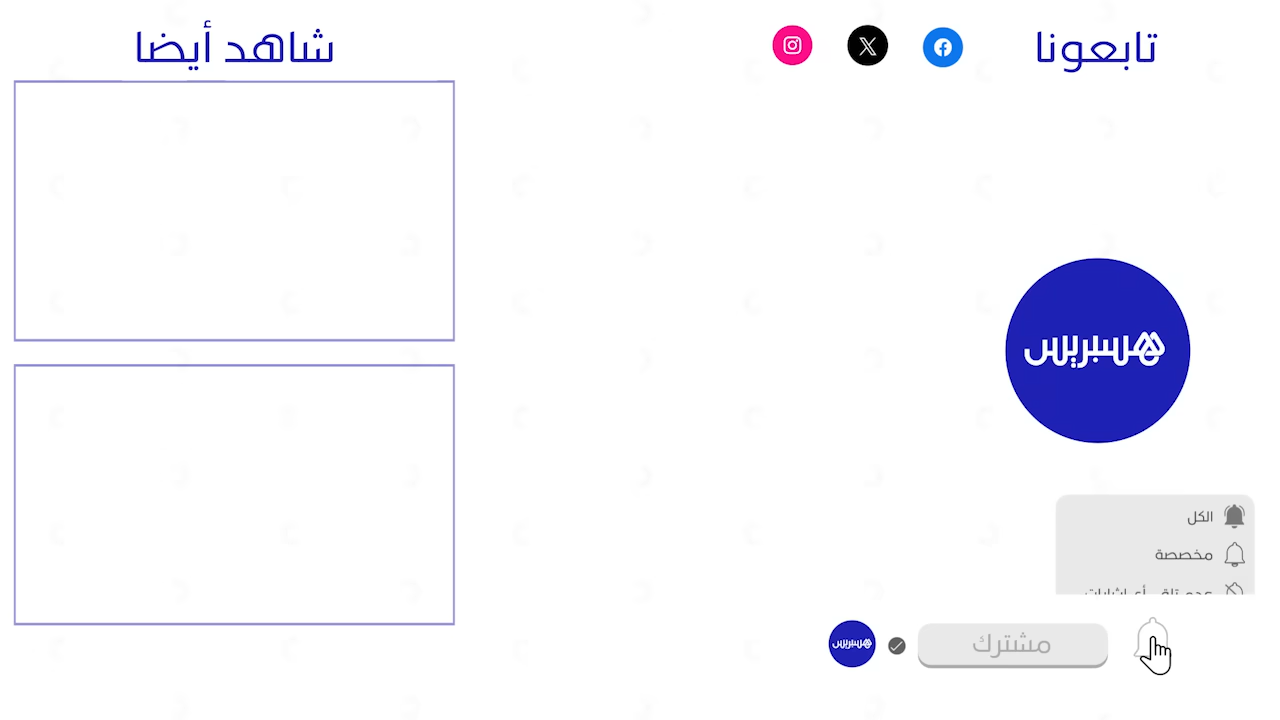 تابعونا
شاهد أيضا
هسبريس
الكل
مخصصة
هسبريس
مشترك